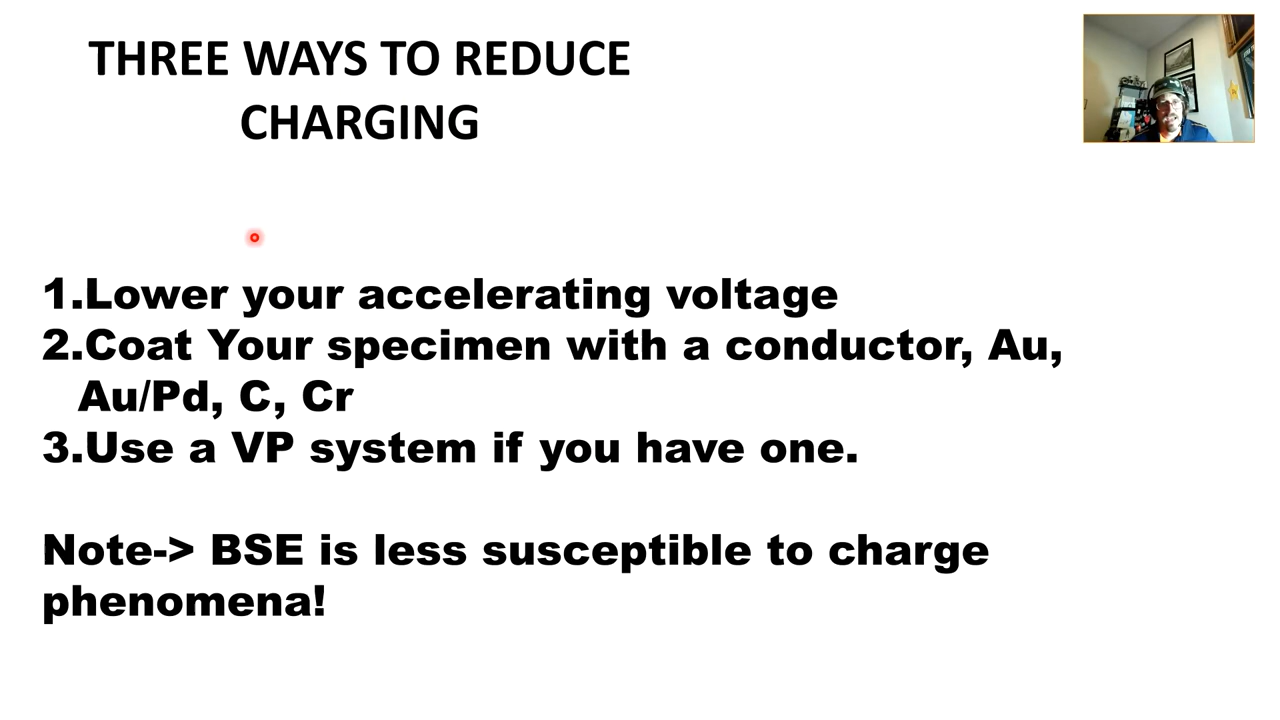 THREE WAYS TO REDUCE
CHARGING
1.Lower your accelerating voltage
2.Coat Your specimen with a conductor, Au,
Au/Pd, C, Cr
3.Use a VP system if you have one.
Note-> BSE is less susceptible to charge
phenomena!